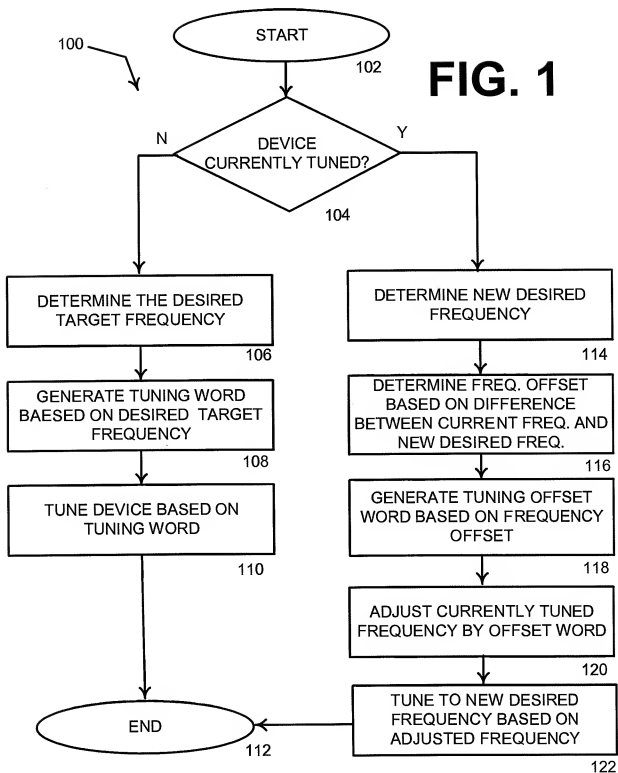 START
102
100
FIG. 1
N
Y
DEVICE
CURRENTLY TUNED?
104
DETERMINE THE DESIRED
TARGET FREQUENCY
106
GENERATE TUNING WORD
BAESED ON DESIRED TARGET
FREQUENCY
108
TUNE DEVICE BASED ON
TUNING WORD
110
DETERMINE NEW DESIRED
FREQUENCY
114
DETERMINE FREQ. OFFSET
BASED ON DIFFERENCE
BETWEEN CURRENT FREQ. AND
NEW DESIRED FREQ.
116
GENERATE TUNING OFFSET
WORD BASED ON FREQUENCY
OFFSET
118
ADJUST CURRENTLY TUNED
FREQUENCY BY OFFSET WORD
120
TUNE TO NEW DESIRED
FREQUENCY BASED ON
ADJUSTED FREQUENCY
122
END
112